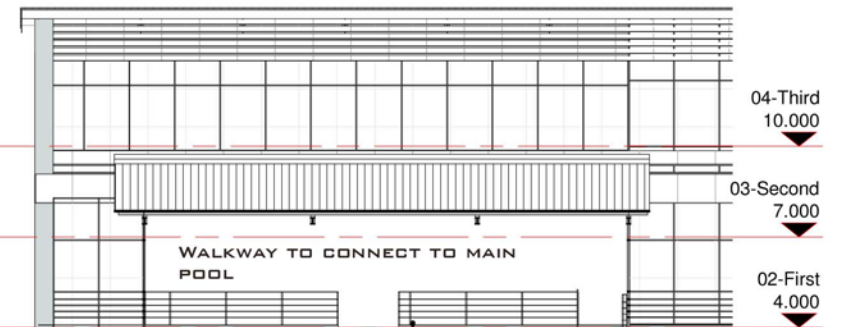 04-Third
10.000
03-Second
7.000
WALKWAY TO CONNECT TO MAIN
POOL
02-First
4.000